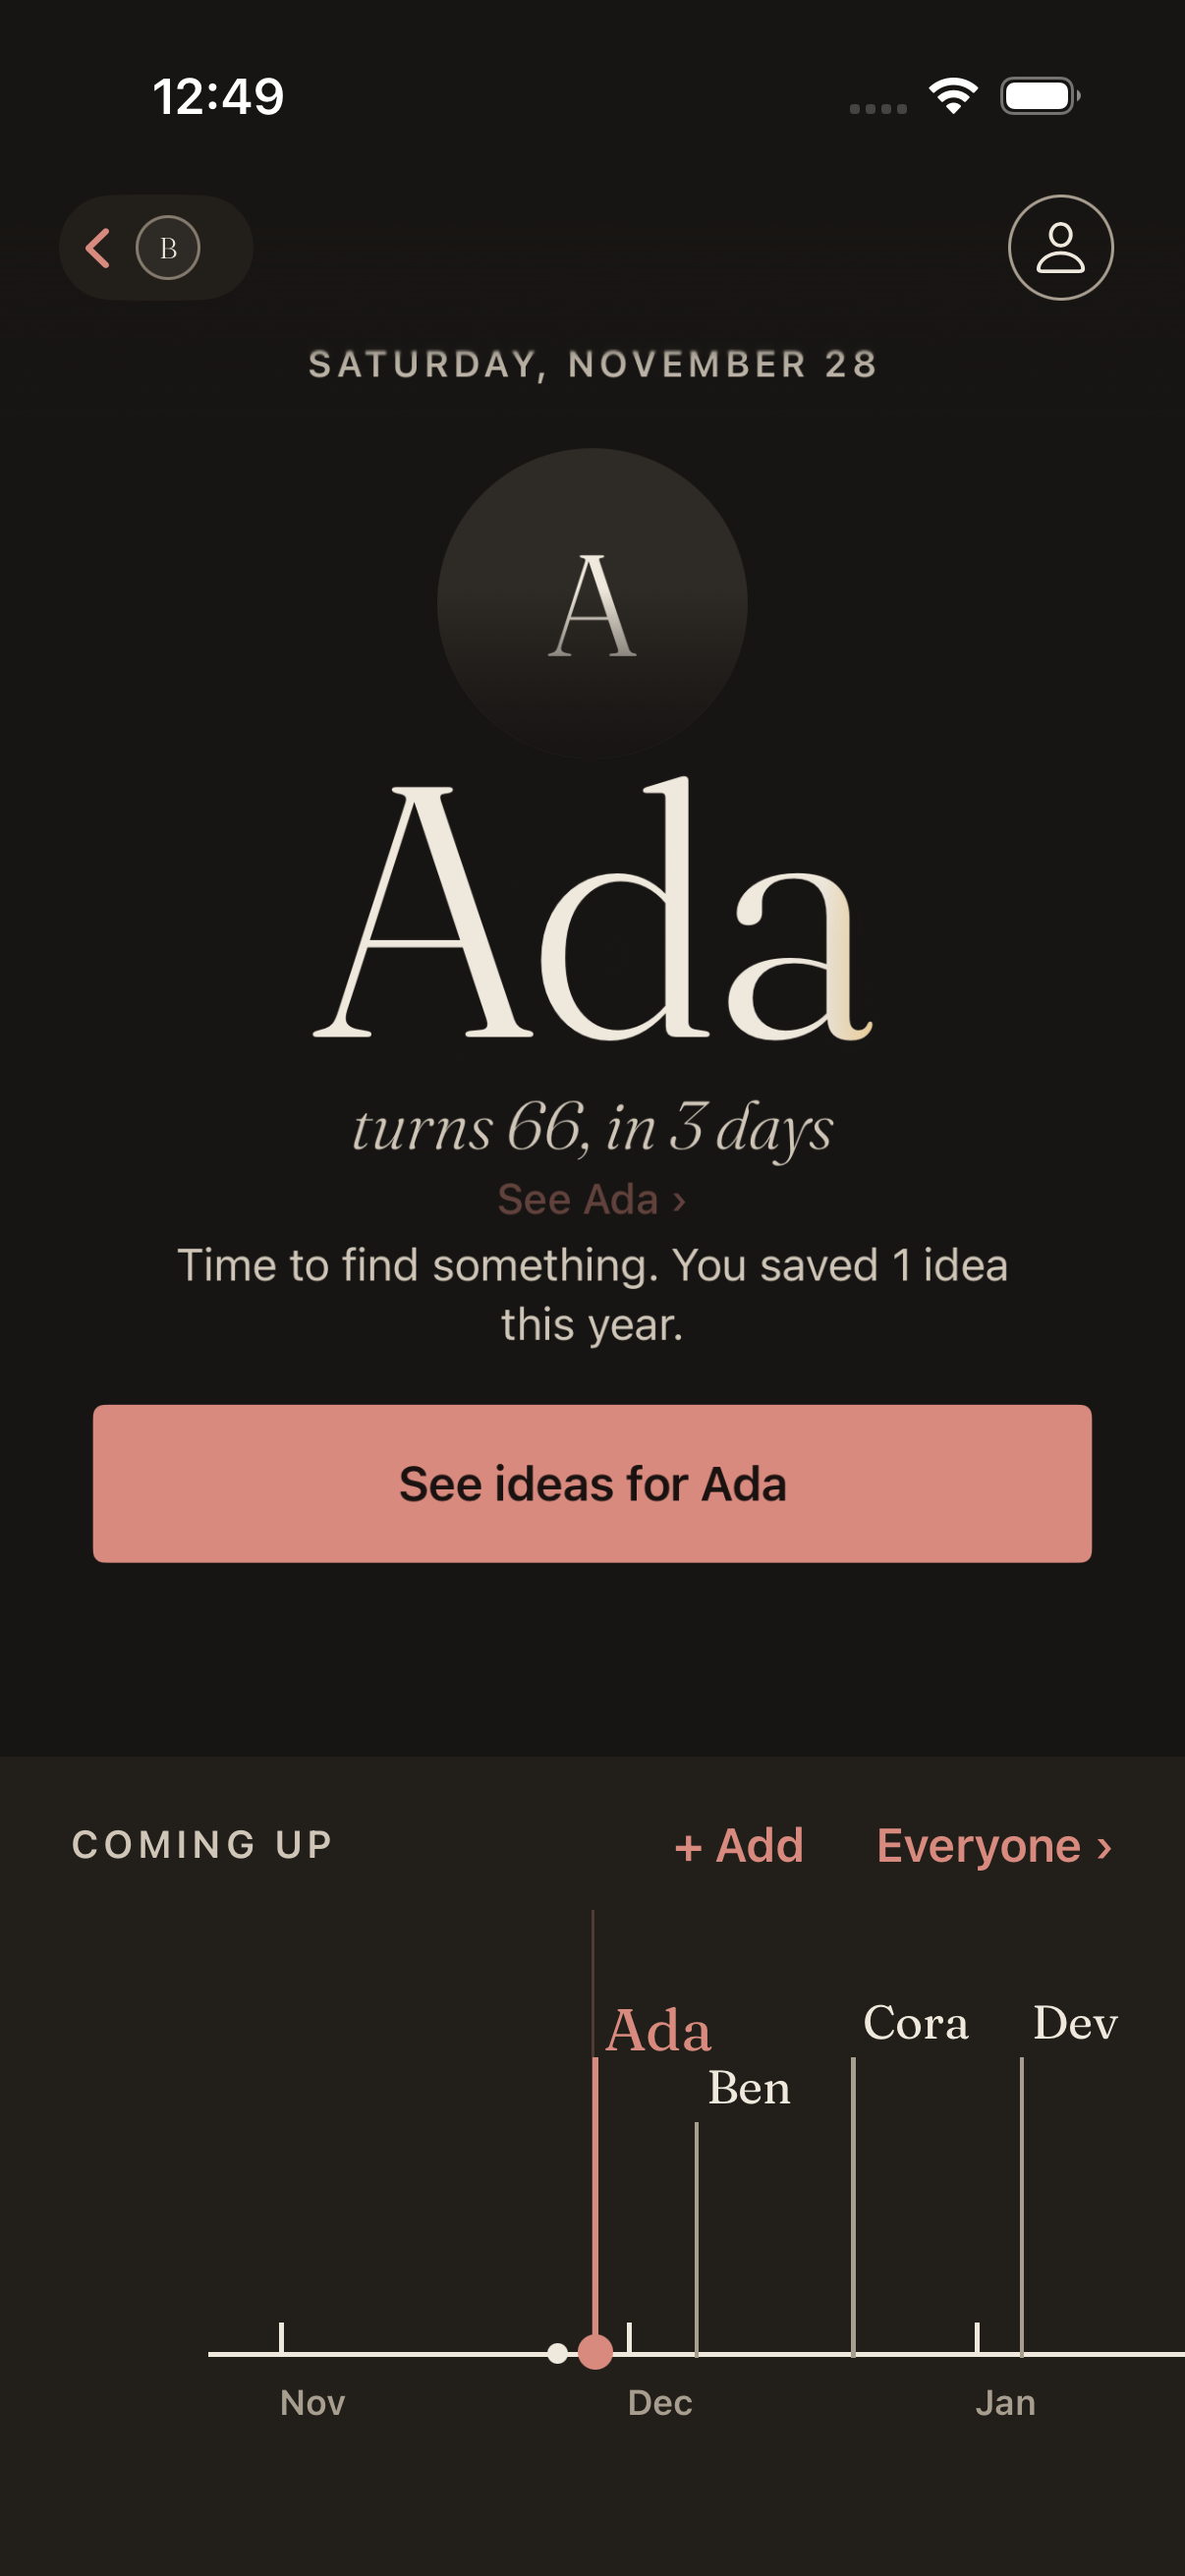 12:49
B
SATURDAY, NOVEMBER 28
A
Ada
turns 66, in 3 days
See Ada ›
Time to find something. You saved 1 idea
this year.
See ideas for Ada
COMING UP
+ Add
Everyone ›
Ada
Cora
Dev
Ben
Nov
Dec
Jan